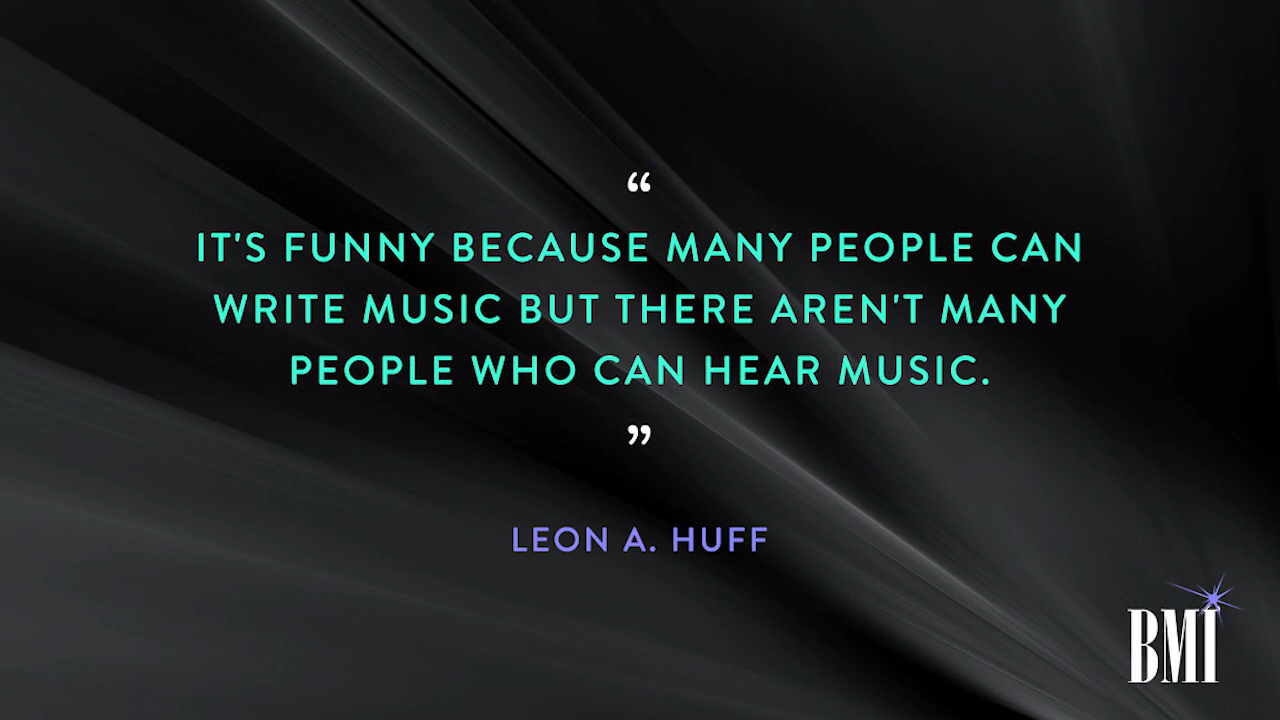 “
IT'S FUNNY BECAUSE MANY PEOPLE CAN
WRITE MUSIC BUT THERE AREN'T MANY
PEOPLE WHO CAN HEAR MUSIC.
”
LEON A. HUFF
BMI